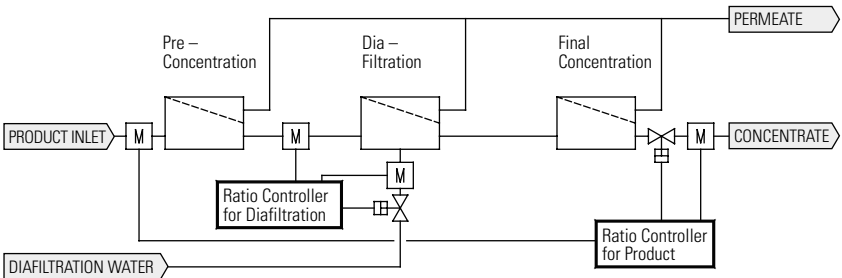 PERMEATE
Pre –
Concentration
Dia –
Filtration
Final
Concentration
PRODUCT INLET
M
M
M
CONCENTRATE
M
Ratio Controller
for Diafiltration
Ratio Controller
for Product
DIAFILTRATION WATER